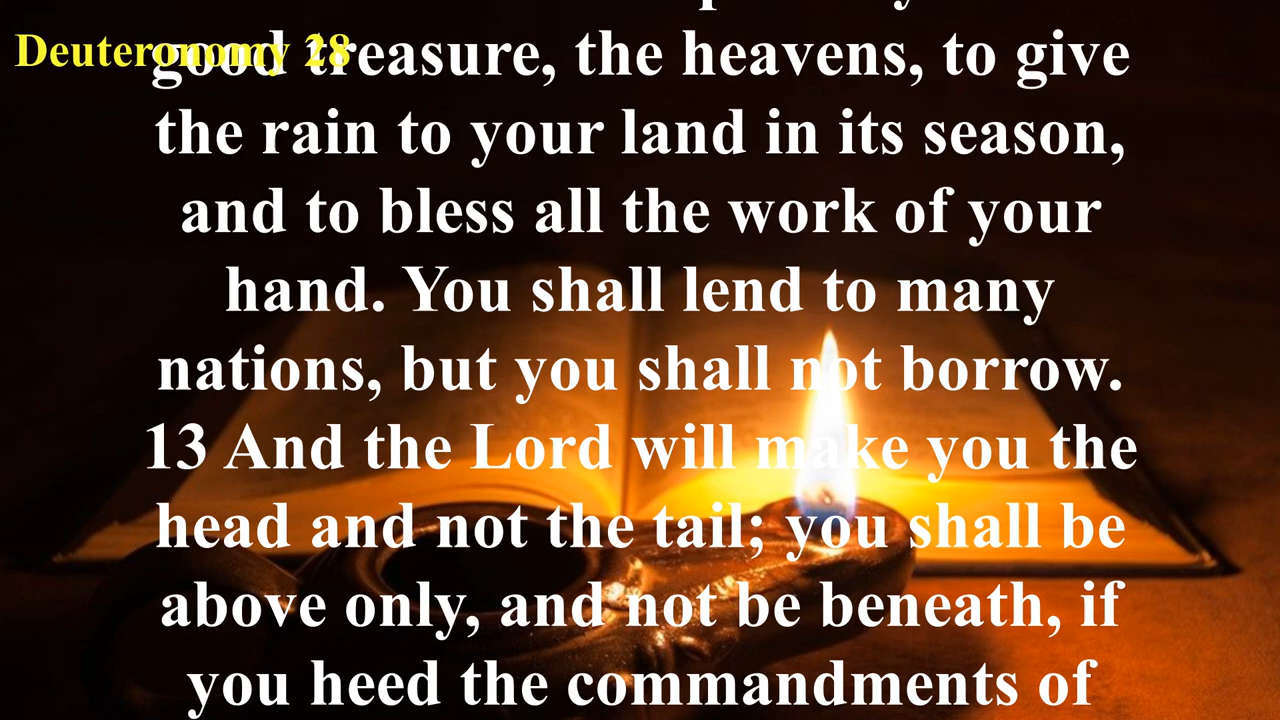 Deuteronomy 28
good treasure, the heavens, to give
the rain to your land in its season,
and to bless all the work of your
hand. You shall lend to many
nations, but you shall not borrow.
13 And the Lord will make you the
head and not the tail; you shall be
above only, and not be beneath, if
you heed the commandments of